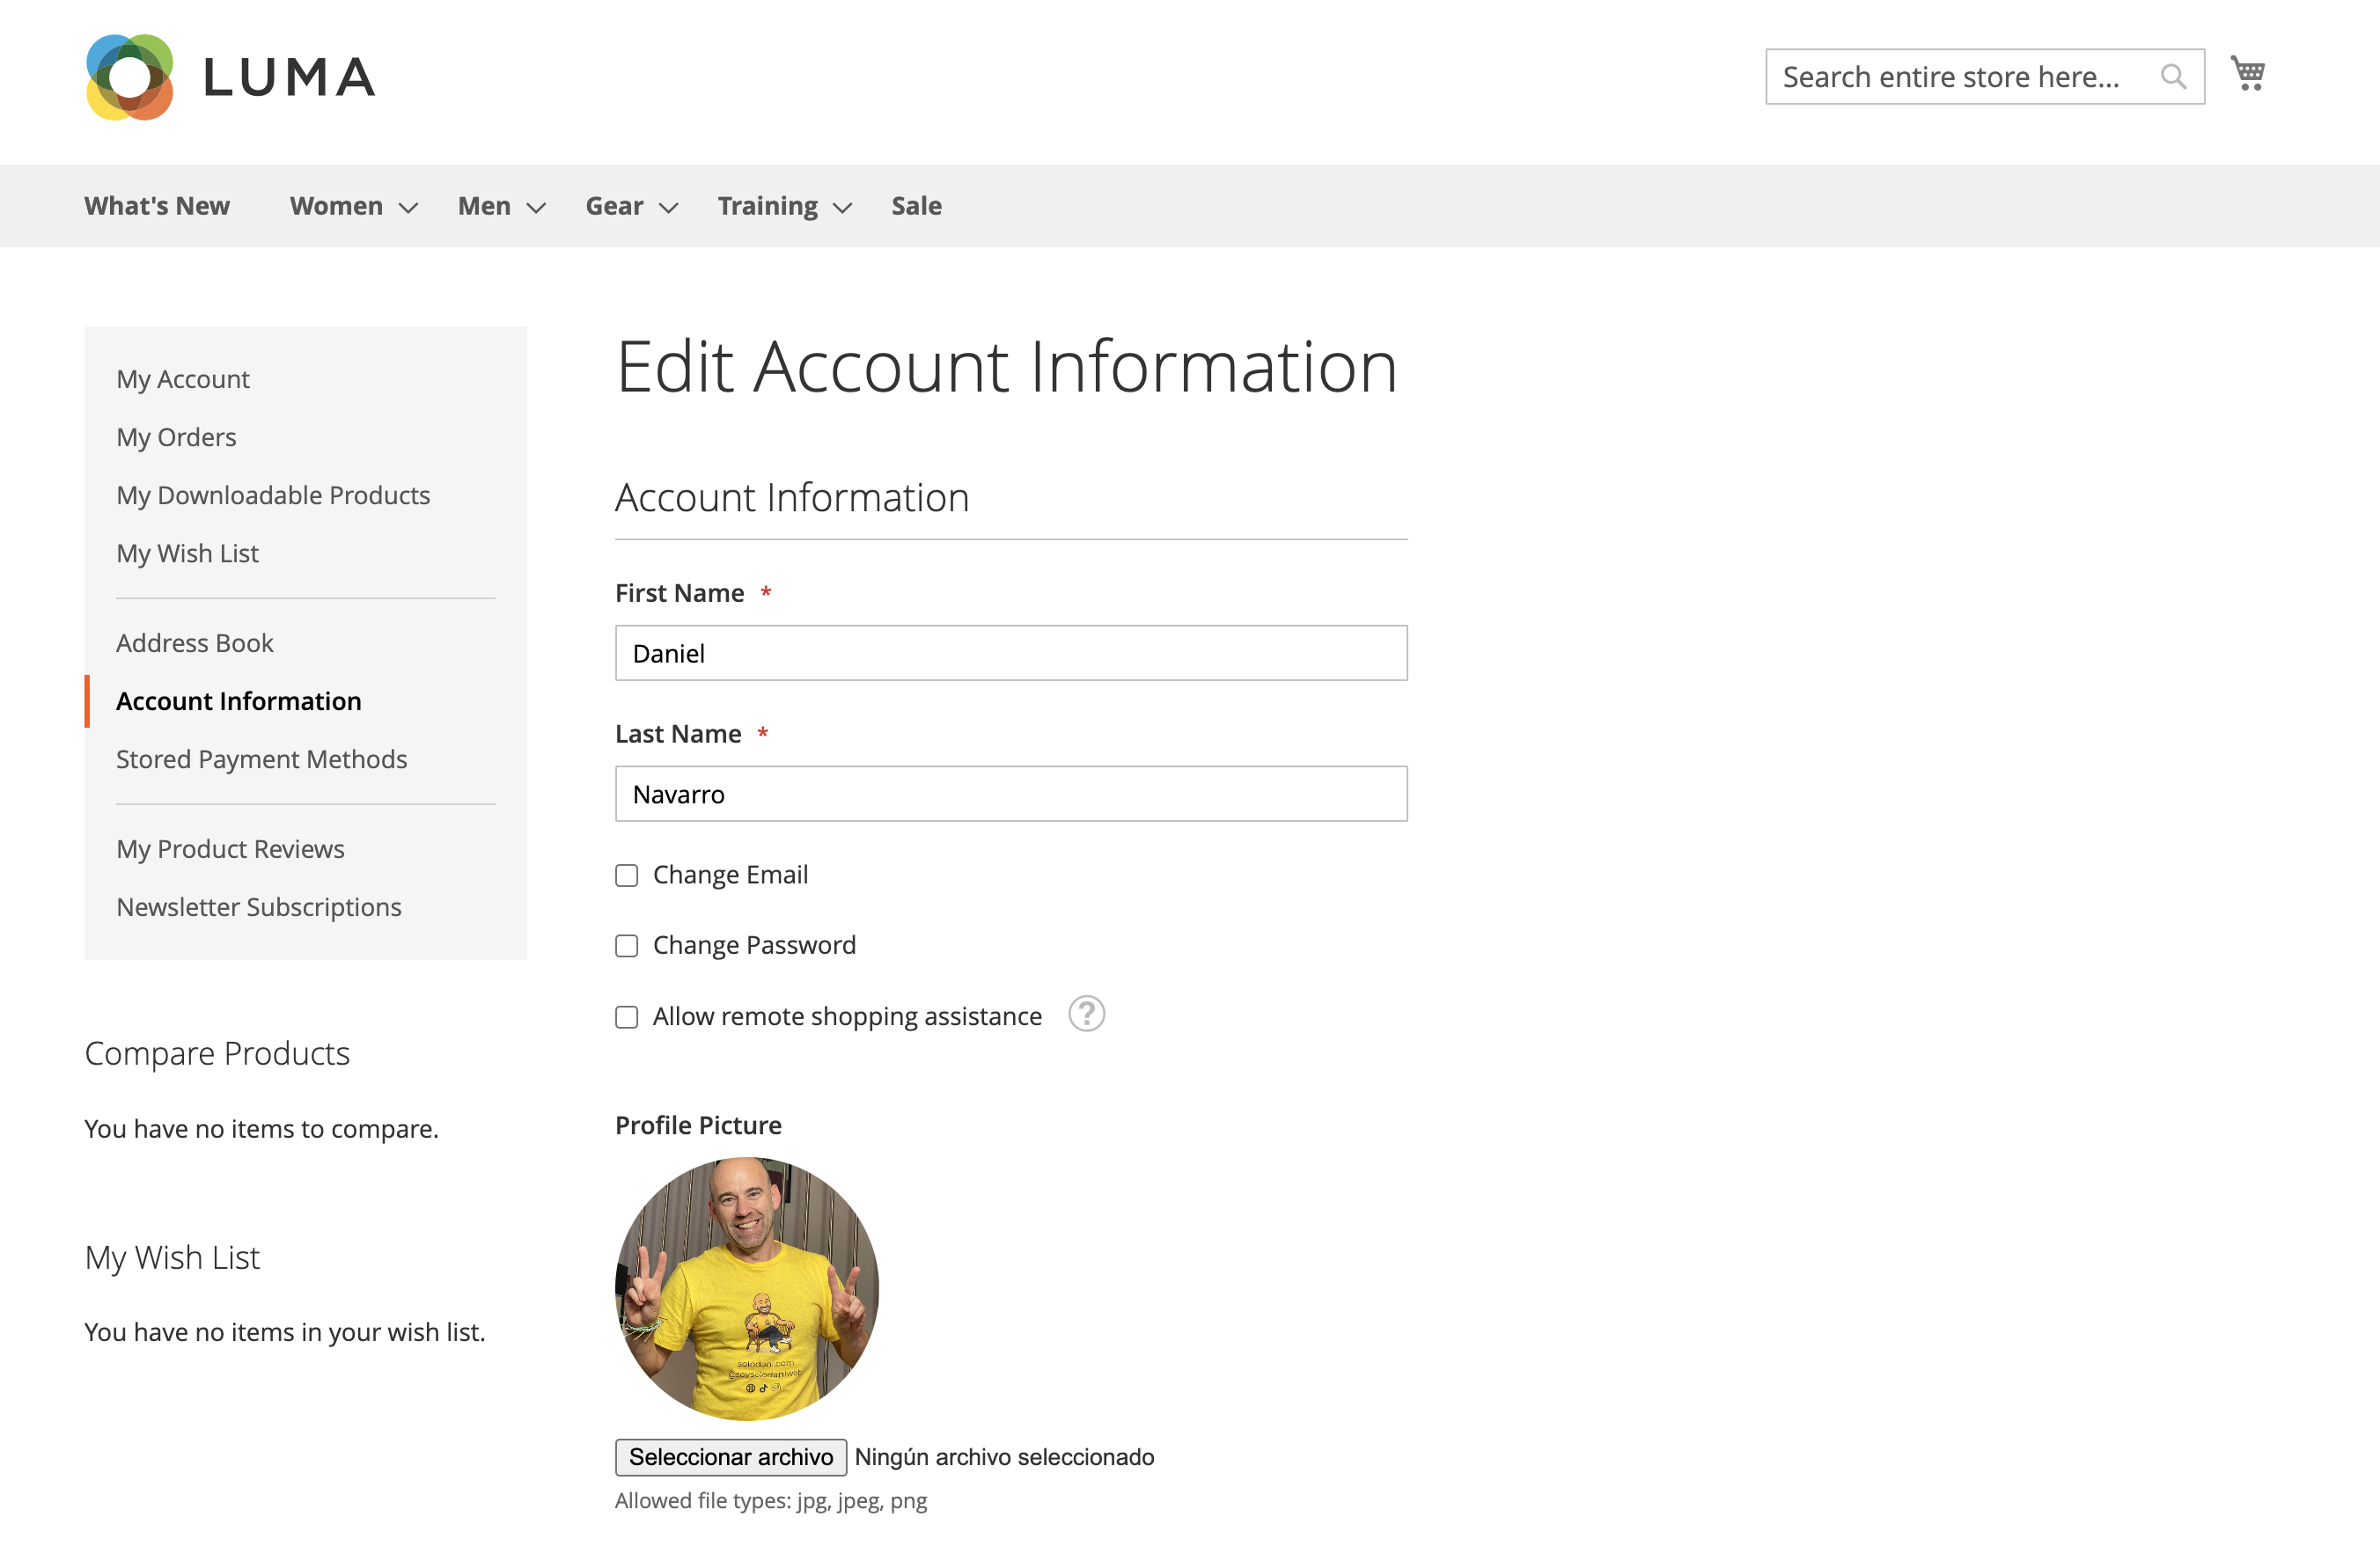 LUMA
Search entire store here...
What's New Women Men Gear Training Sale
My Account
My Orders
My Downloadable Products
My Wish List
Address Book
Account Information
Stored Payment Methods
My Product Reviews
Newsletter Subscriptions
Compare Products
You have no items to compare.
My Wish List
You have no items in your wish list.
Edit Account Information
Account Information
First Name *
Daniel
Last Name *
Navarro
Change Email
Change Password
Allow remote shopping assistance ?
Profile Picture
@soysolodaniweb
Seleccionar archivo Ningún archivo seleccionado
Allowed file types: jpg, jpeg, png